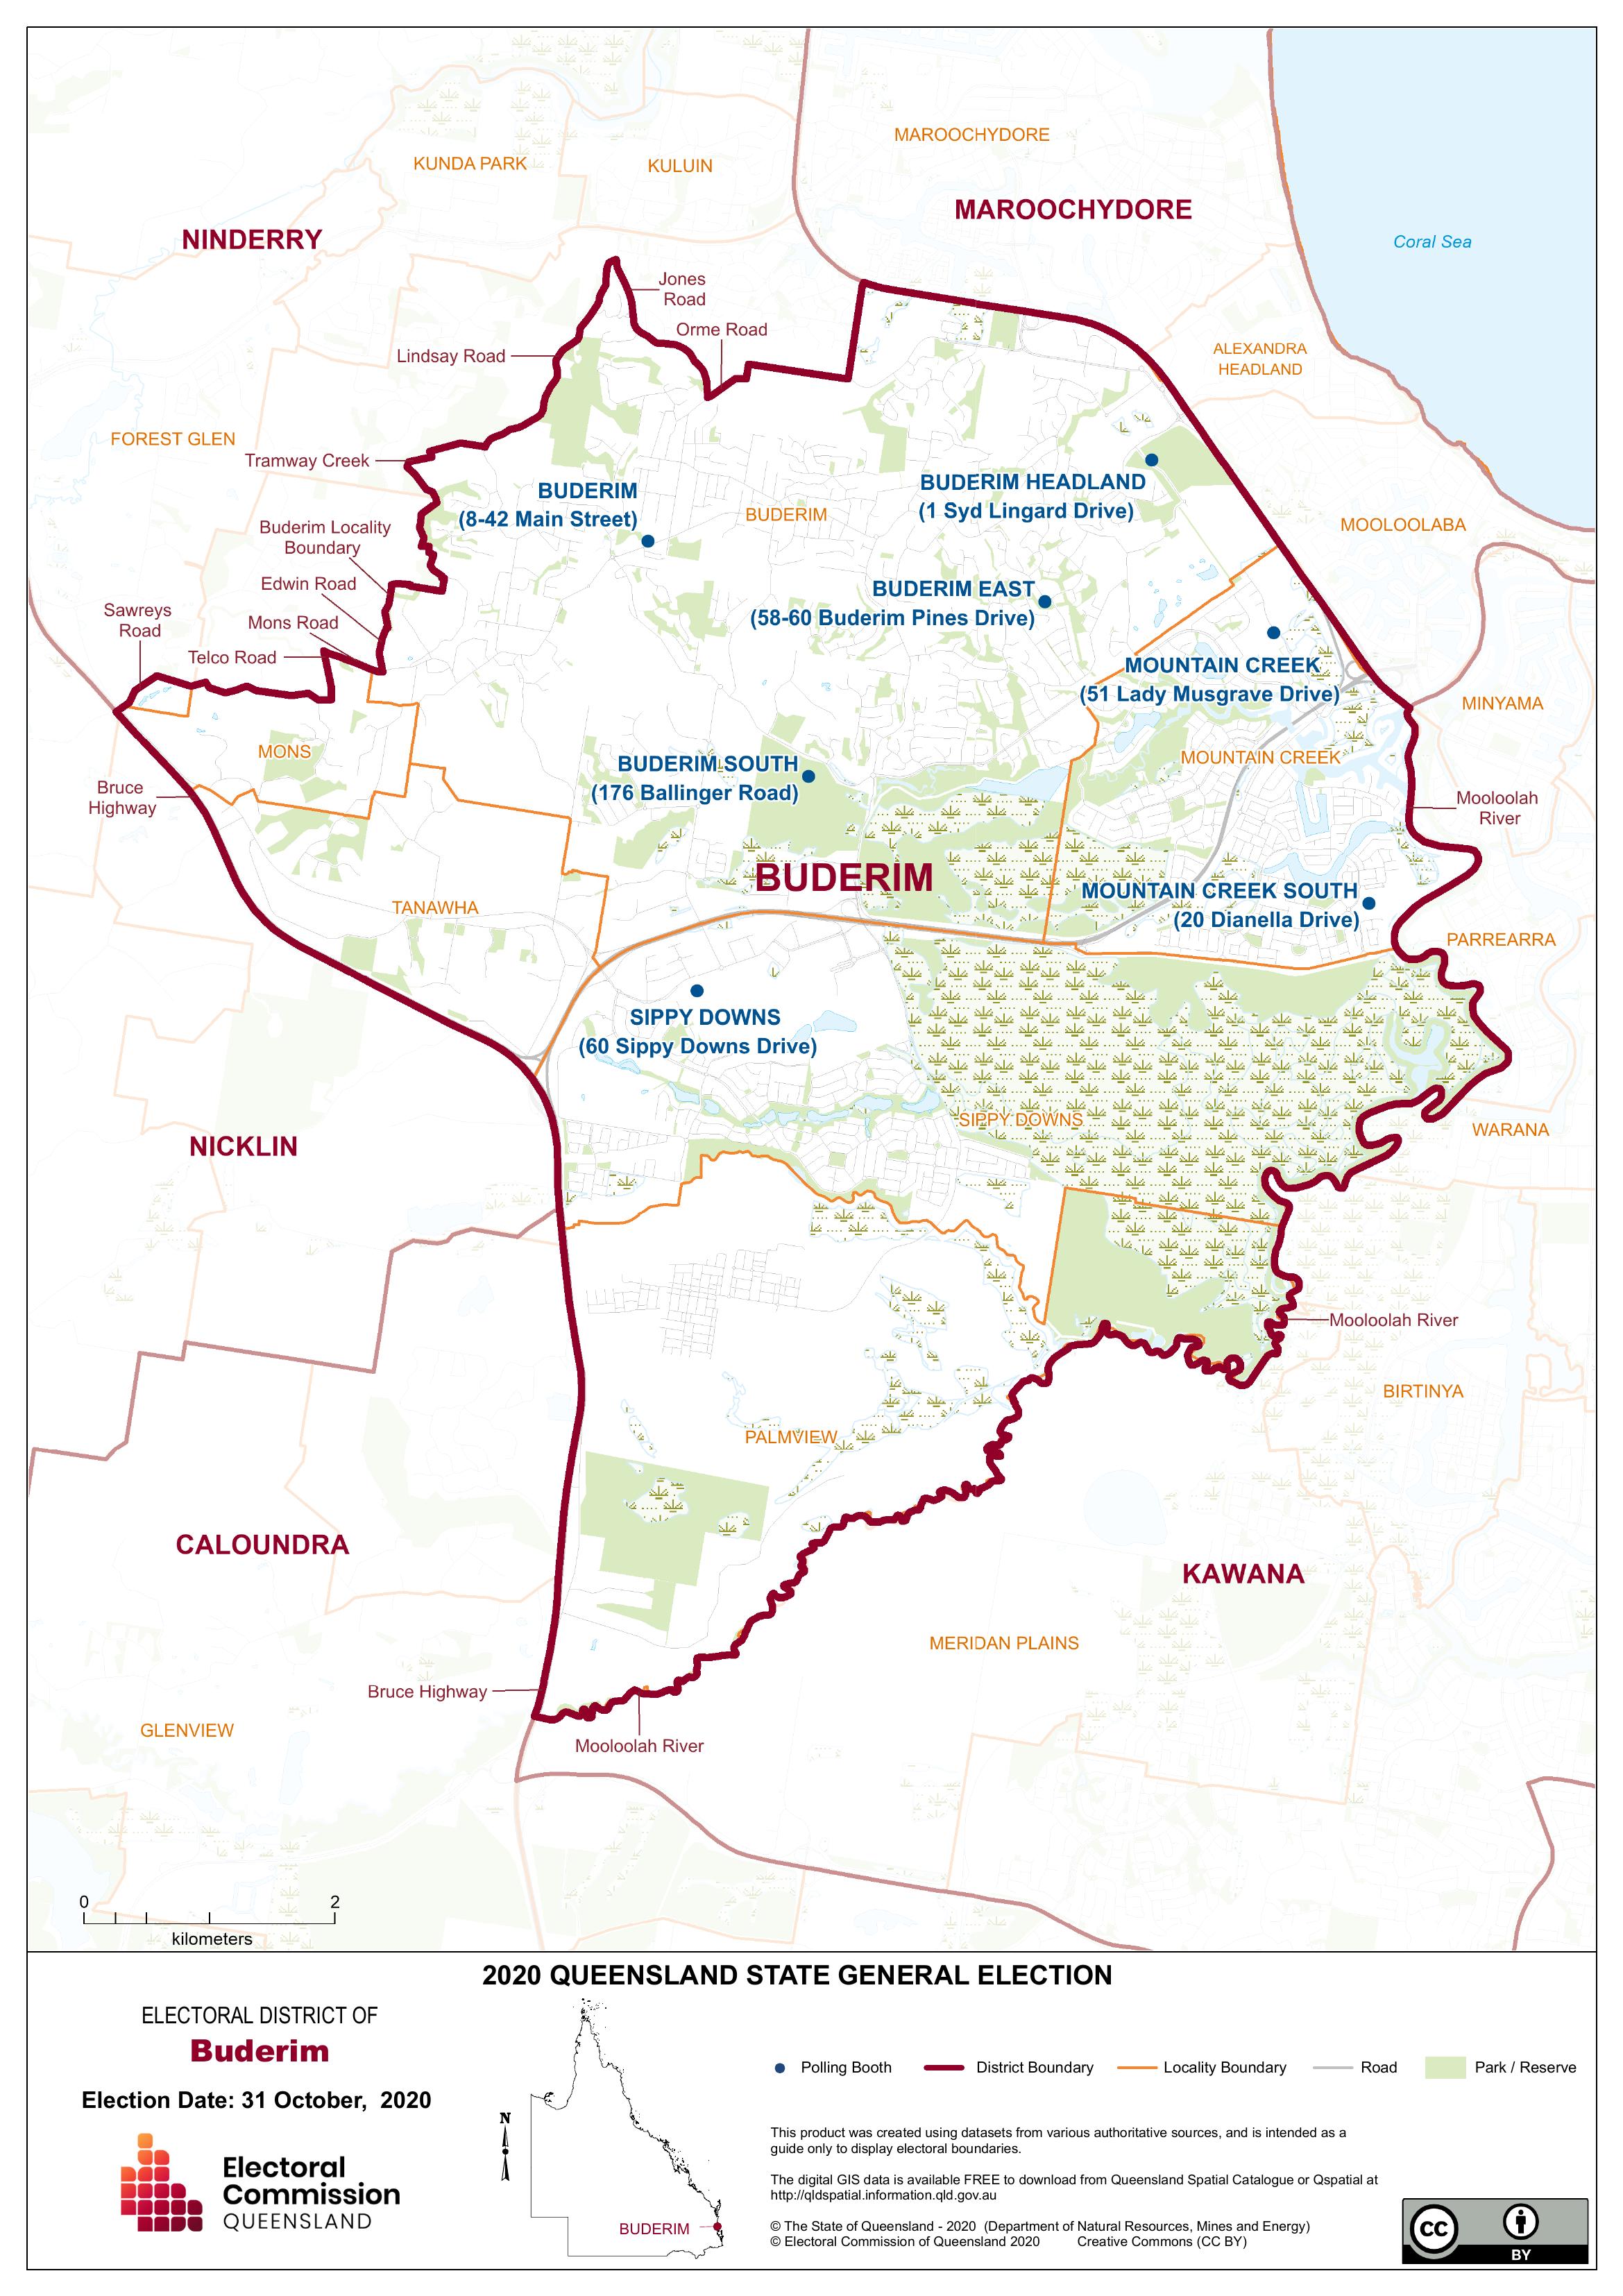 MAROOCHYDORE
KUNDA PARK
KULUIN
MAROOCHYDORE
NINDERRY
Coral Sea
Jones
Road
Orme Road
Lindsay Road
ALEXANDRA
HEADLAND
FOREST GLEN
Tramway Creek
BUDERIM
(8-42 Main Street)
BUDERIM
BUDERIM HEADLAND
(1 Syd Lingard Drive)
MOOLOOLABA
Buderim Locality
Boundary
Edwin Road
BUDERIM EAST
(58-60 Buderim Pines Drive)
Sawreys
Road
Mons Road
Telco Road
MOUNTAIN CREEK
(51 Lady Musgrave Drive)
MINYAMA
MONS
BUDERIM SOUTH
(176 Ballinger Road)
MOUNTAIN CREEK
Bruce
Highway
Mooloolah
River
BUDERIM
MOUNTAIN CREEK SOUTH
(20 Dianella Drive)
TANAWHA
PARREARRA
SIPPY DOWNS
(60 Sippy Downs Drive)
SIPPY DOWNS
WARANA
NICKLIN
Mooloolah River
BIRTINYA
PALMVIEW
CALOUNDRA
KAWANA
MERIDAN PLAINS
Bruce Highway
GLENVIEW
Mooloolah River
0 2
kilometers
2020 QUEENSLAND STATE GENERAL ELECTION
ELECTORAL DISTRICT OF
Buderim
Election Date: 31 October, 2020
Electoral
Commission
QUEENSLAND
N
BUDERIM
Polling Booth District Boundary Locality Boundary Road Park / Reserve
This product was created using datasets from various authoritative sources, and is intended as a
guide only to display electoral boundaries.
The digital GIS data is available FREE to download from Queensland Spatial Catalogue or Qspatial at
http://qldspatial.information.qld.gov.au
© The State of Queensland - 2020 (Department of Natural Resources, Mines and Energy)
© Electoral Commission of Queensland 2020 Creative Commons (CC BY)
CC
BY